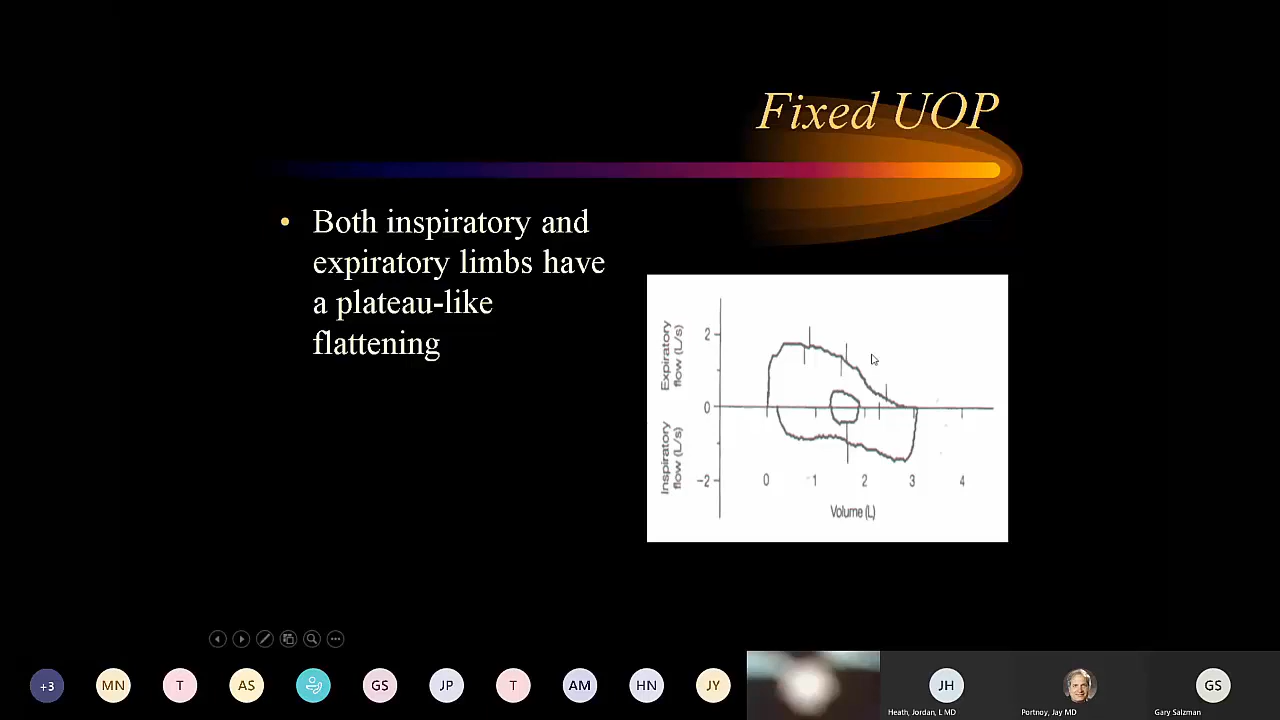 Fixed UOP
• Both inspiratory and
expiratory limbs have
a plateau-like
flattening
Expiratory
flow (L/s)
Inspiratory
flow (L/s)
2
0
-2
0 1 2 3 4
Volume (L)
+3 MN T AS GS JP T AM HN JY JH GS
Heath, Jordan, L MD Portnoy, Jay MD Gary Salzman